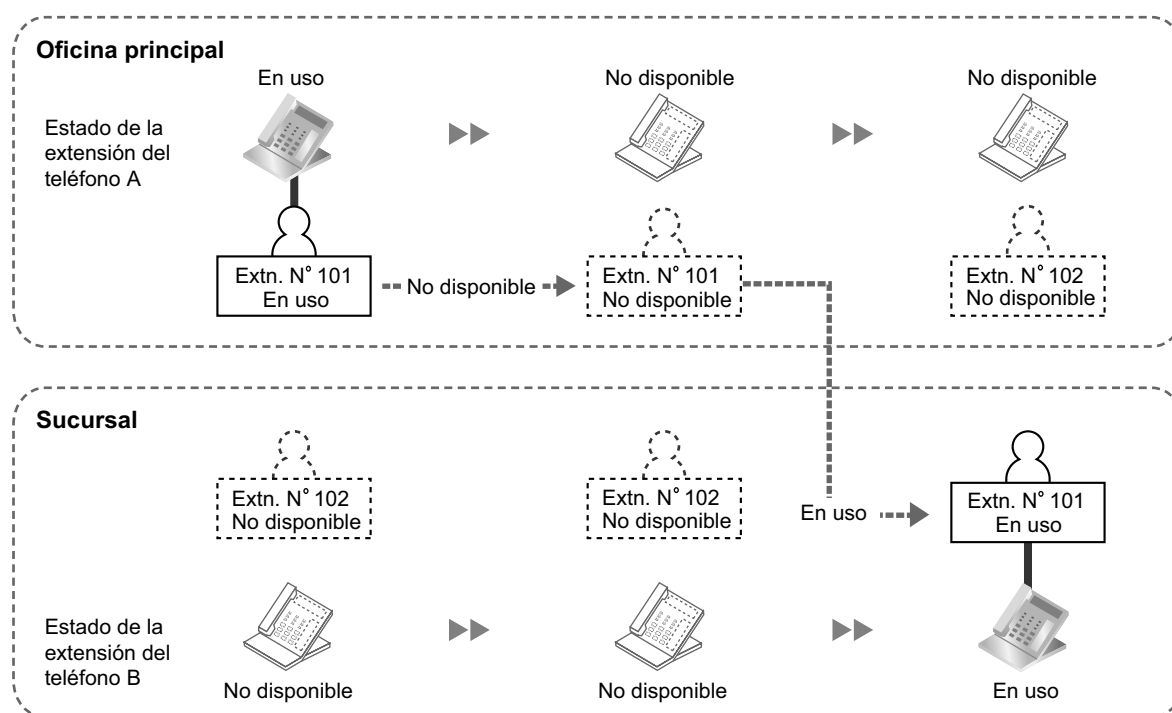 Oficina principal
En uso
No disponible
No disponible
Estado de la
extensión del
teléfono A
Extn. N° 101
En uso
No disponible
Extn. N° 101
No disponible
Extn. N° 102
No disponible
Sucursal
Extn. N° 102
No disponible
Extn. N° 102
No disponible
En uso
Extn. N° 101
En uso
Estado de la
extensión del
teléfono B
No disponible
No disponible
En uso